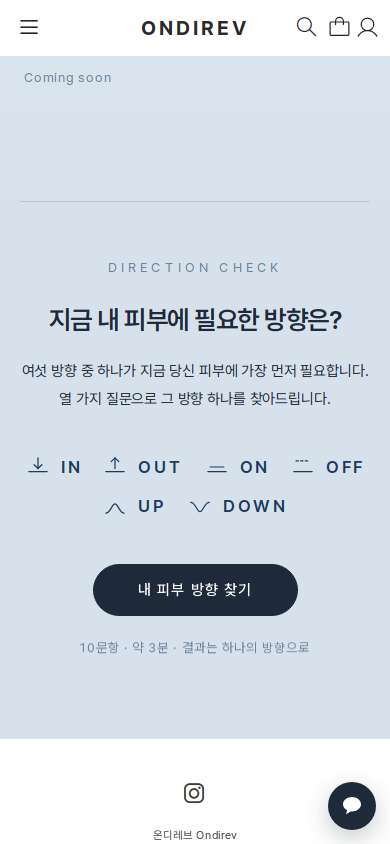 ONDIREV
Coming soon
DIRECTION CHECK
지금 내 피부에 필요한 방향은?
여섯 방향 중 하나가 지금 당신 피부에 가장 먼저 필요합니다.
열 가지 질문으로 그 방향 하나를 찾아드립니다.
IN OUT ON OFF
UP DOWN
내 피부 방향 찾기
10문항 · 약 3분 · 결과는 하나의 방향으로
온디레브 Ondirev